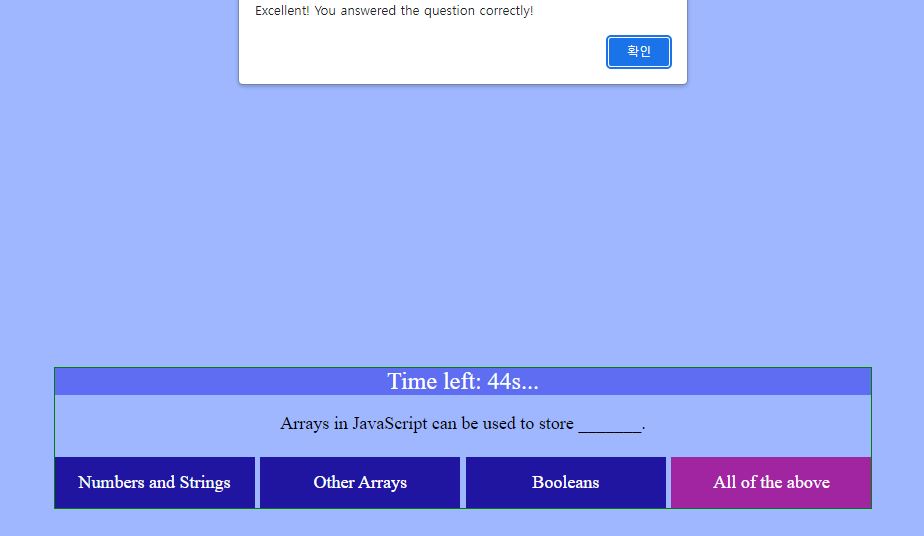 Excellent! You answered the question correctly!
확인
Time left: 44s...
Arrays in JavaScript can be used to store _______.
Numbers and Strings
Other Arrays
Booleans
All of the above